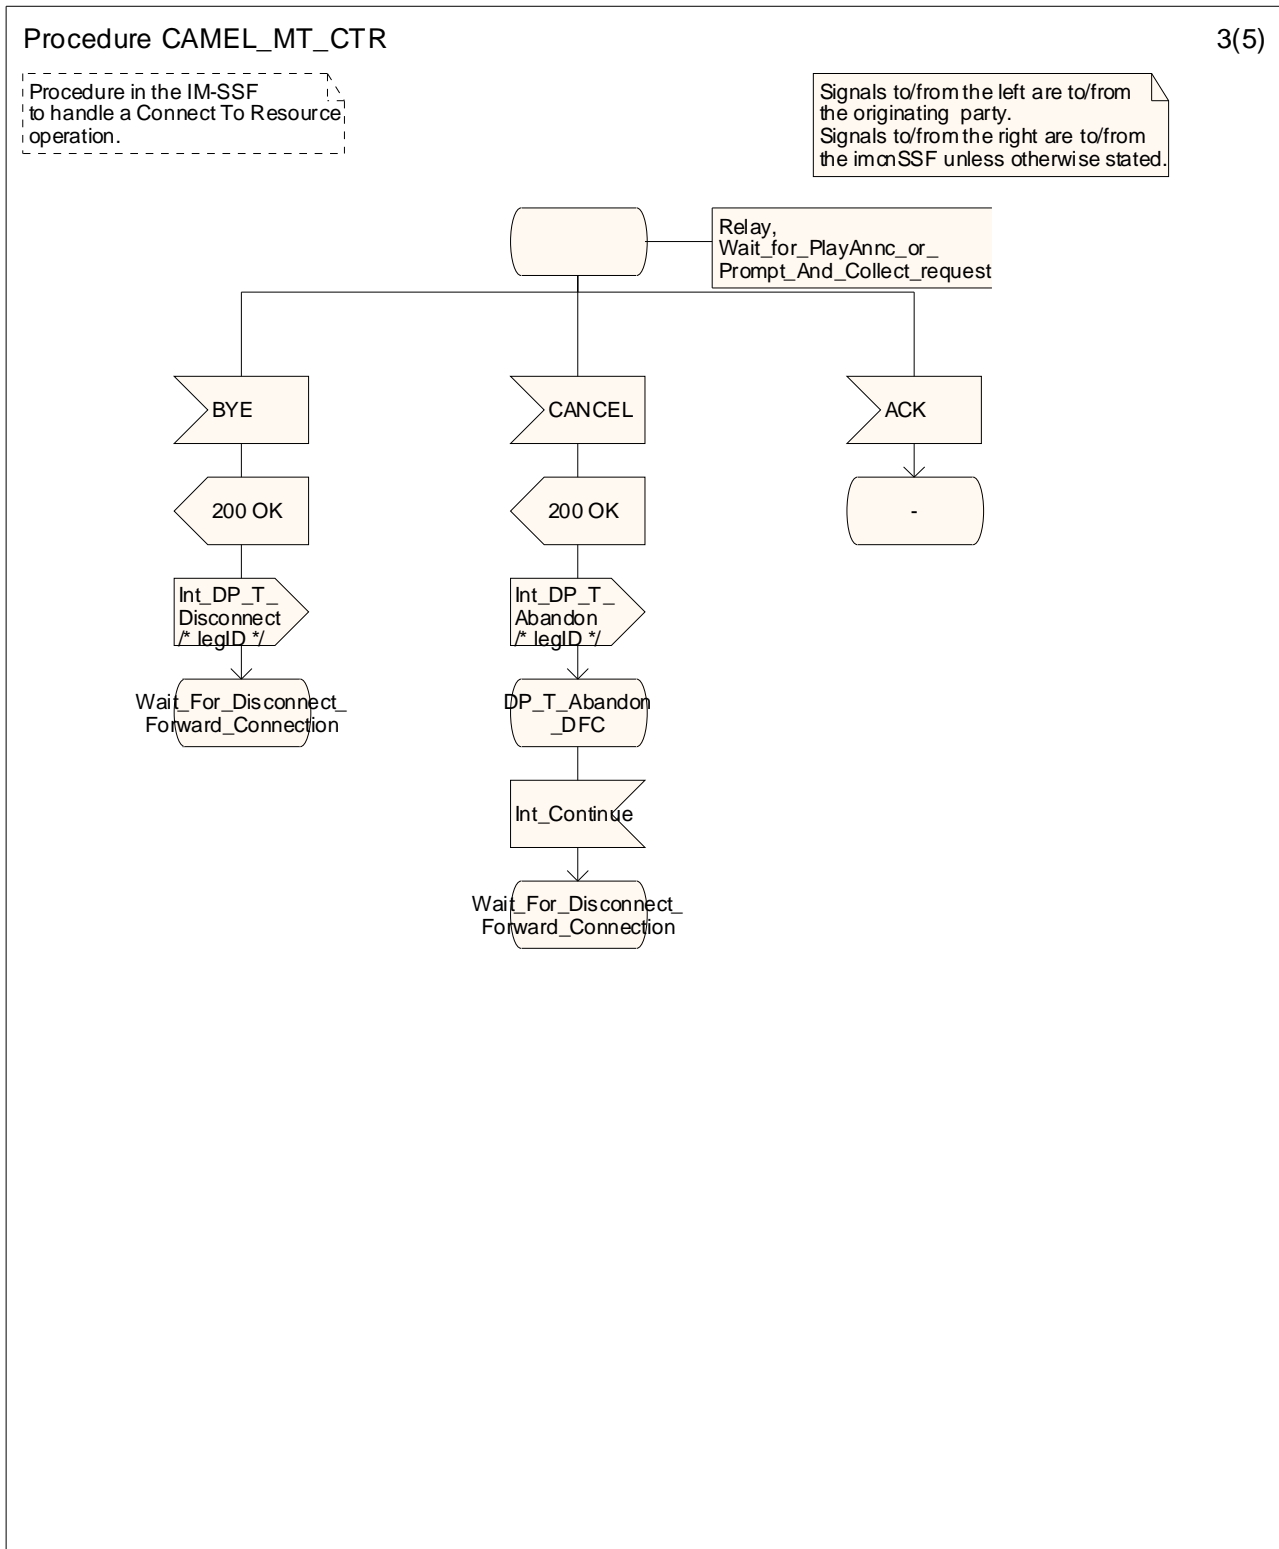 Procedure CAMEL_MT_CTR
3(5)
Procedure in the IM-SSF
to handle a Connect To Resource
operation.
Signals to/from the left are to/from
the originating party.
Signals to/from the right are to/from
the imcnSSF unless otherwise stated.
Relay,
Wait_for_PlayAnnc_or_
Prompt_And_Collect_request
BYE
CANCEL
ACK
200 OK
200 OK
-
Int_DP_T_
Disconnect
/* legID */
Int_DP_T_
Abandon
/* legID */
Wait_For_Disconnect_
Forward_Connection
DP_T_Abandon
_DFC
Int_Continue
Wait_For_Disconnect_
Forward_Connection